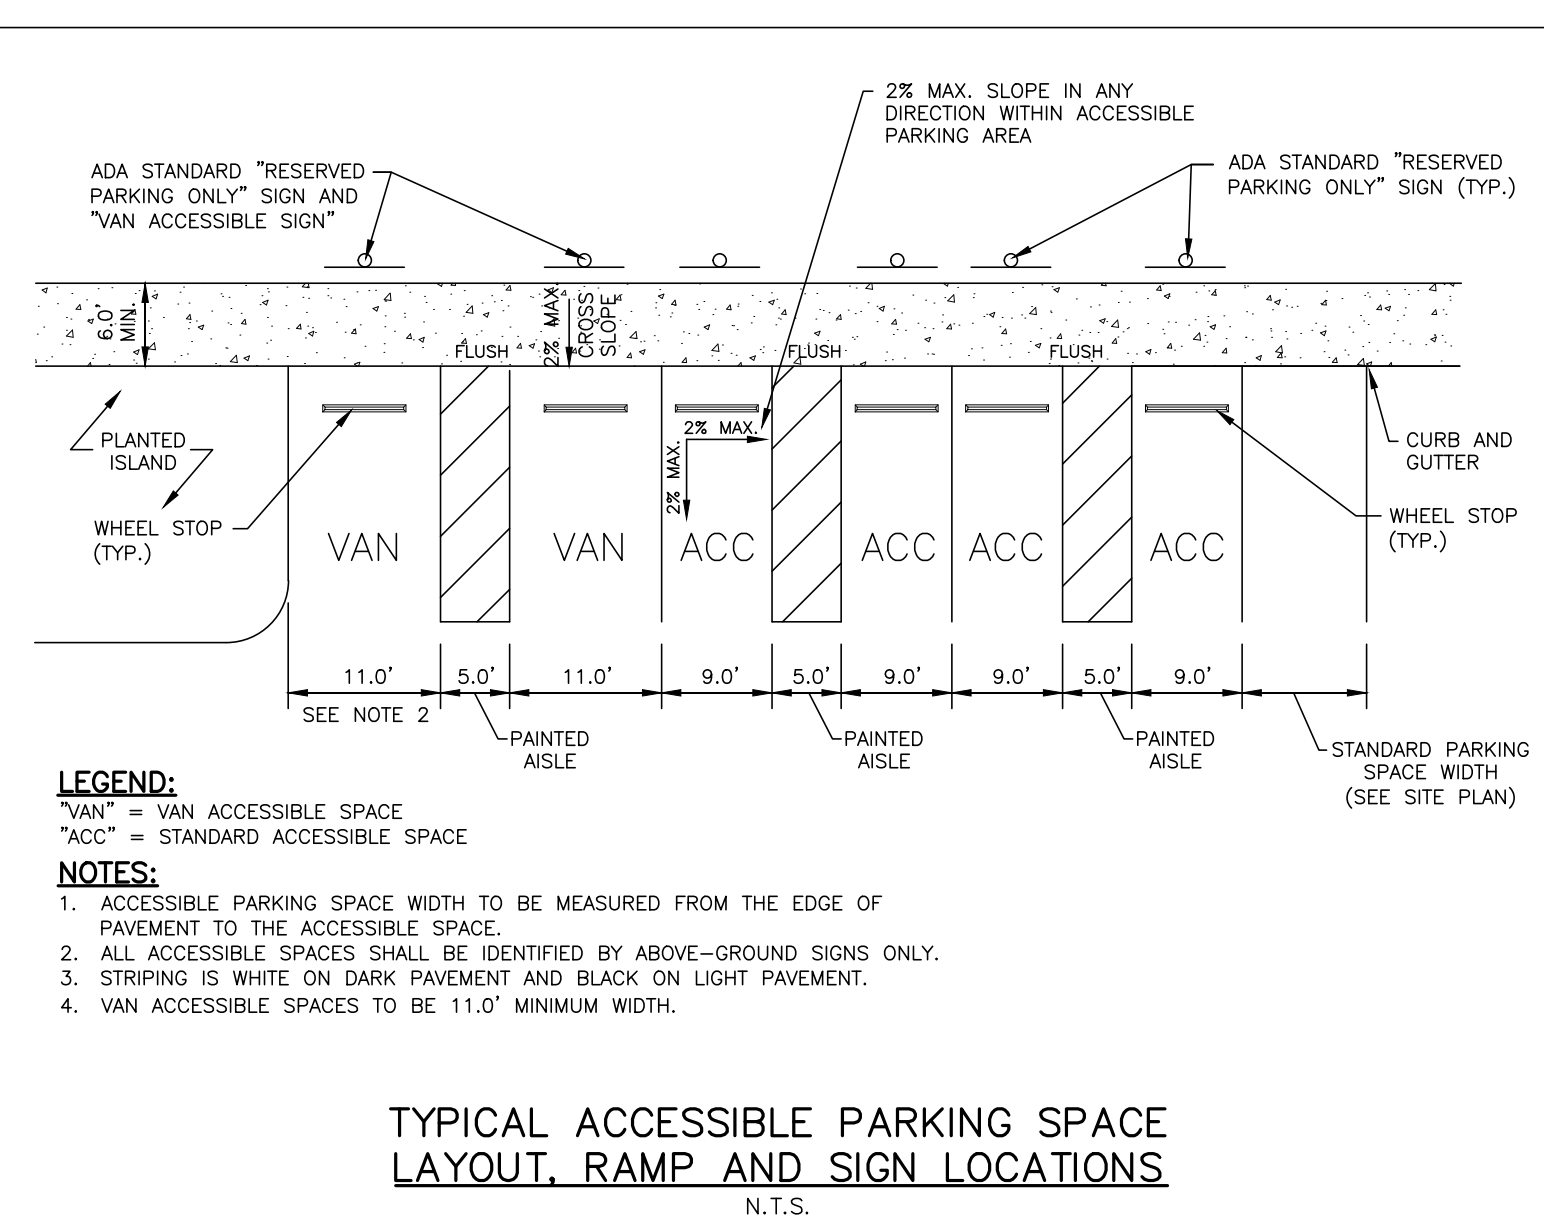 2% MAX. SLOPE IN ANY
DIRECTION WITHIN ACCESSIBLE
PARKING AREA
ADA STANDARD "RESERVED
PARKING ONLY" SIGN AND
"VAN ACCESSIBLE SIGN"
ADA STANDARD "RESERVED
PARKING ONLY" SIGN (TYP.)
6.0'
MIN.
2% MAX.
CROSS
SLOPE
FLUSH
FLUSH
FLUSH
PLANTED
ISLAND
2% MAX.
2% MAX.
CURB AND
GUTTER
WHEEL STOP
(TYP.)
WHEEL STOP
(TYP.)
VAN
VAN
ACC
ACC
ACC
ACC
11.0'
5.0'
11.0'
9.0'
5.0'
9.0'
9.0'
5.0'
9.0'
SEE NOTE 2
PAINTED
AISLE
PAINTED
AISLE
PAINTED
AISLE
STANDARD PARKING
SPACE WIDTH
(SEE SITE PLAN)
LEGEND:
"VAN" = VAN ACCESSIBLE SPACE
"ACC" = STANDARD ACCESSIBLE SPACE
NOTES:
1. ACCESSIBLE PARKING SPACE WIDTH TO BE MEASURED FROM THE EDGE OF
PAVEMENT TO THE ACCESSIBLE SPACE.
2. ALL ACCESSIBLE SPACES SHALL BE IDENTIFIED BY ABOVE-GROUND SIGNS ONLY.
3. STRIPING IS WHITE ON DARK PAVEMENT AND BLACK ON LIGHT PAVEMENT.
4. VAN ACCESSIBLE SPACES TO BE 11.0' MINIMUM WIDTH.
TYPICAL ACCESSIBLE PARKING SPACE
LAYOUT, RAMP AND SIGN LOCATIONS
N.T.S.